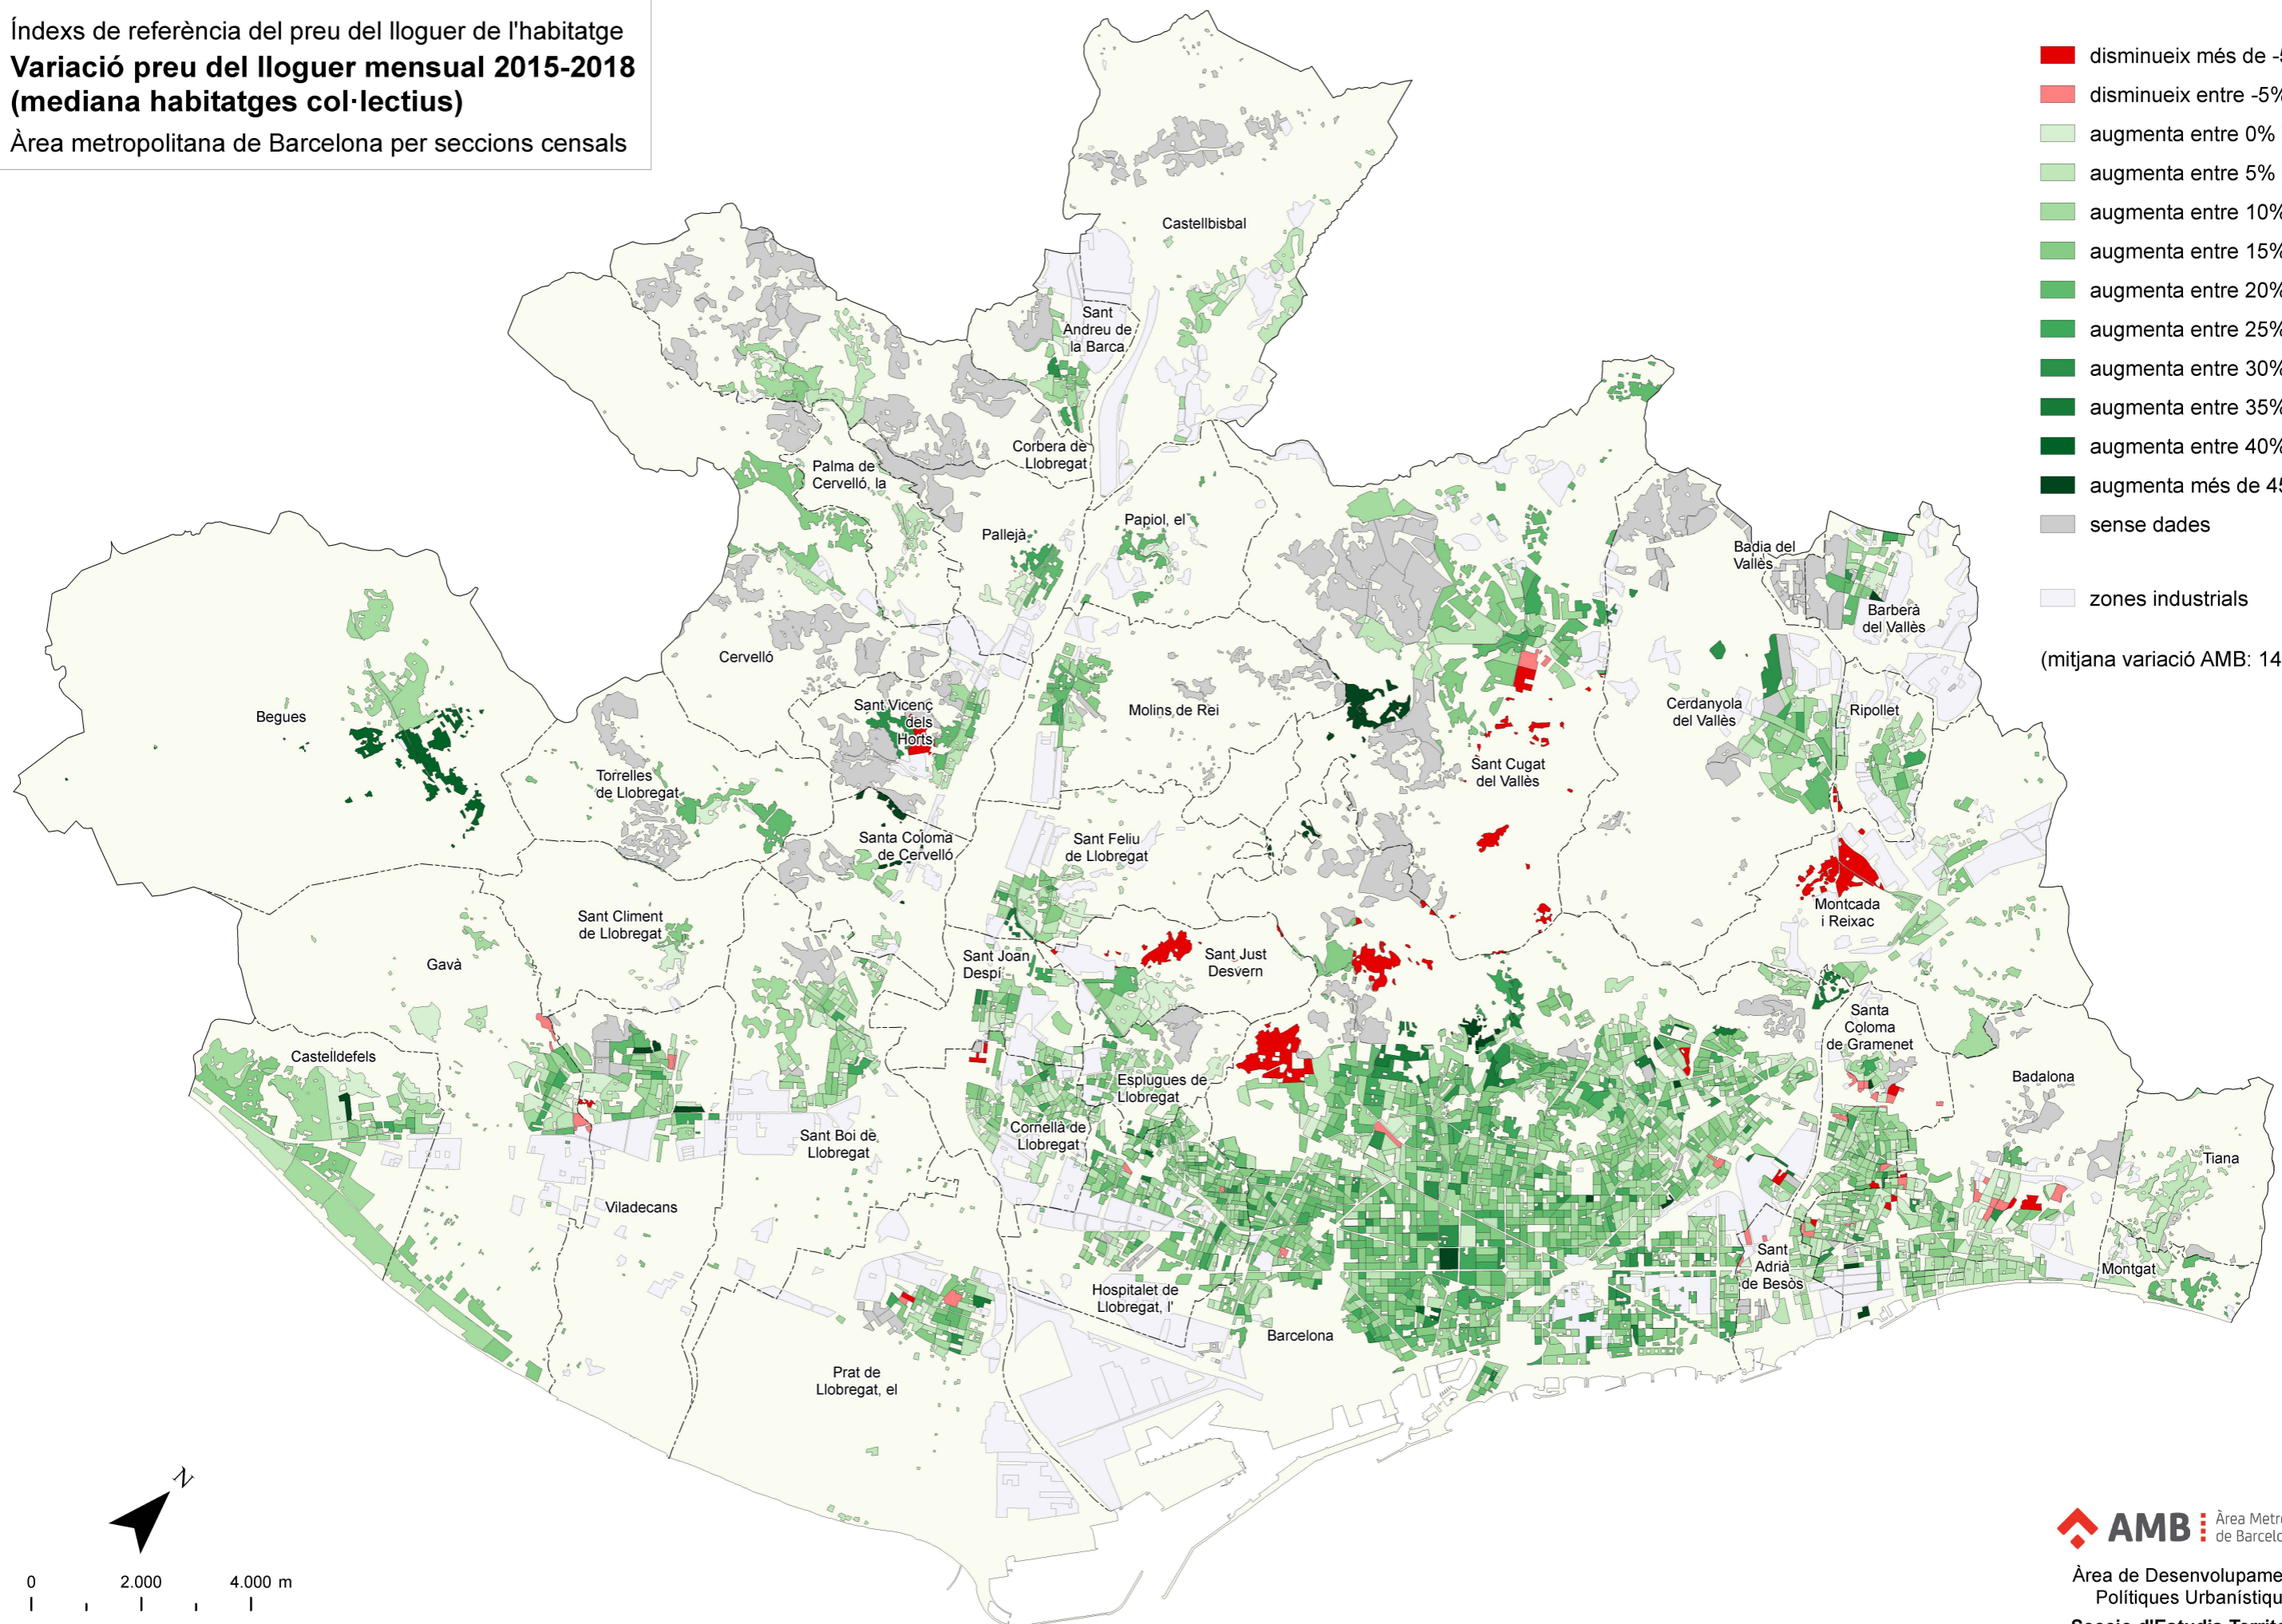 Índexs de referència del preu del lloguer de l'habitatge
Variació preu del lloguer mensual 2015-2018
(mediana habitatges col·lectius)
Àrea metropolitana de Barcelona per seccions censals
disminueix més de
disminueix entre -5%
augmenta entre 0%
augmenta entre 5%
augmenta entre 10%
augmenta entre 15%
augmenta entre 20%
augmenta entre 25%
augmenta entre 30%
augmenta entre 35%
augmenta entre 40%
augmenta més de
sense dades
zones industrials
(mitjana variació AMB:
Castellbisbal
Sant
Andreu de
la Barca
Corbera de
Llobregat
Palma de
Cervelló, la
Pallejà
Papiol, el
Badia del
Vallès
Barberà
del Vallès
Cervelló
Begues
Sant Vicenç
dels
Horts
Molins de Rei
Cerdanyola
del Vallès
Ripollet
Torrelles
de Llobregat
Sant Cugat
del Vallès
Santa Coloma
de Cervelló
Sant Feliu
de Llobregat
Montcada
i Reixac
Sant Climent
de Llobregat
Gavà
Sant Joan
Despí
Sant Just
Desvern
Santa
Coloma
de Gramenet
Castelldefels
Esplugues de
Llobregat
Badalona
Cornellà de
Llobregat
Sant Boi de
Llobregat
Tiana
Viladecans
Sant
Adrià
de Besòs
Montgat
Hospitalet de
Llobregat, l'
Barcelona
Prat de
Llobregat, el
N
0 2.000 4.000 m
AMB
Àrea
de
Àrea de
Polítiques